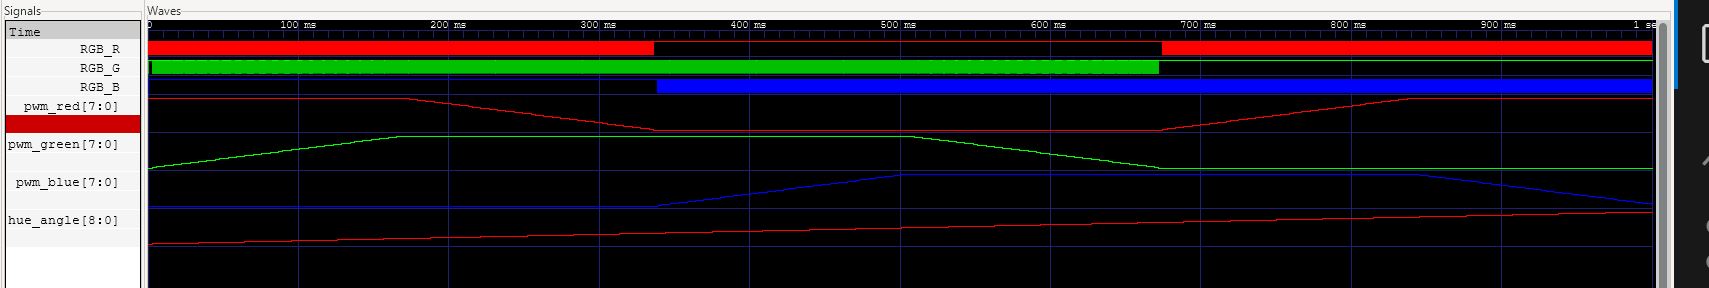 Signals
Waves
Time
0 100 ms 200 ms 300 ms 400 ms 500 ms 600 ms 700 ms 800 ms 900 ms 1 se
RGB_R
RGB_G
RGB_B
pwm_red[7:0]
pwm_green[7:0]
pwm_blue[7:0]
hue_angle[8:0]